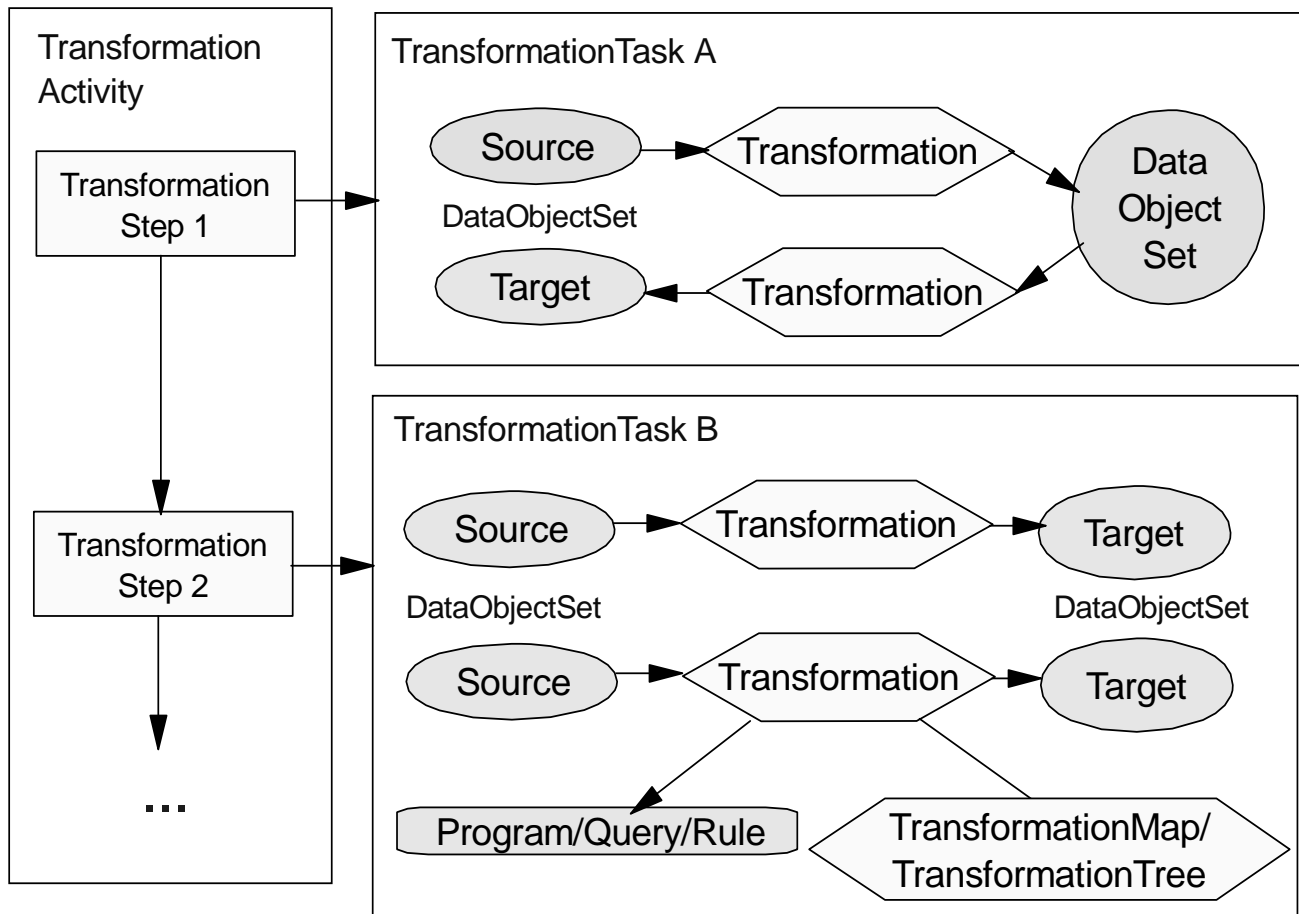 Transformation
Activity
Transformation
Step 1
Transformation
Step 2
...
TransformationTask A
Source
Transformation
Data
Object
Set
DataObjectSet
Target
Transformation
TransformationTask B
Source
Transformation
Target
DataObjectSet
DataObjectSet
Source
Transformation
Target
Program/Query/Rule
TransformationMap/
TransformationTree